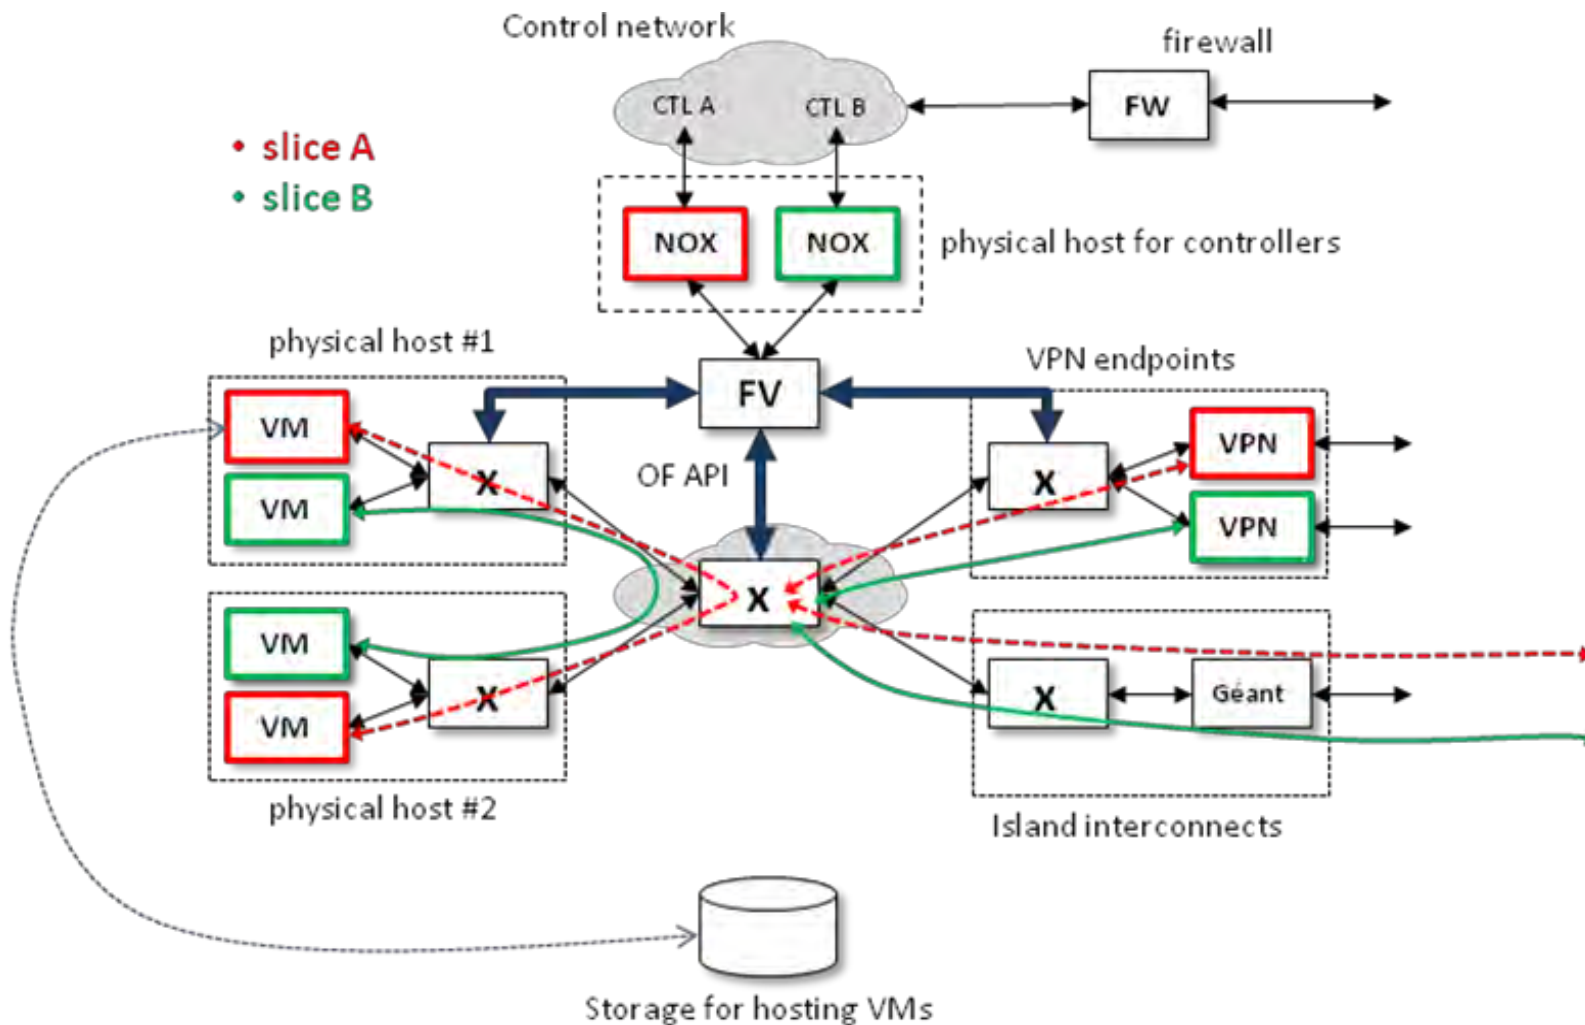 Control network
firewall
CTL A
CTL B
FW
• slice A
• slice B
NOX
NOX
physical host for controllers
physical host #1
VPN endpoints
VM
FV
VPN
X
X
OF API
VM
VPN
X
VM
VM
X
X
Géant
physical host #2
Island interconnects
Storage for hosting VMs